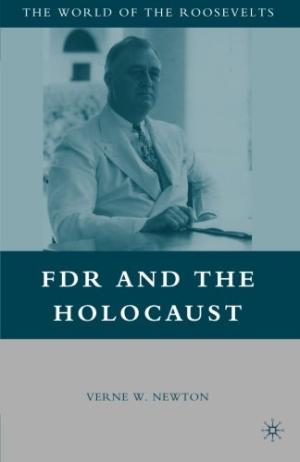 THE WORLD OF THE ROOSEVELTS
FDR AND THE
HOLOCAUST
VERNE W. NEWTON